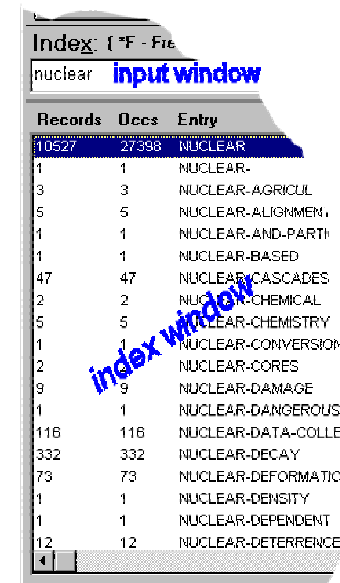 Index: ( *F - Fre
nuclear input window
Records Occs Entry
10527 27398 NUCLEAR
1 1 NUCLEAR-
3 3 NUCLEAR-AGRICUL
5 5 NUCLEAR-ALIGNMEN
1 1 NUCLEAR-AND-PARTI
1 1 NUCLEAR-BASED
47 47 NUCLEAR-CASCADES
2 2 NUCLEAR-CHEMICAL
5 5 NUCLEAR-CHEMISTRY
1 1 NUCLEAR-CONVERSION
2 2 NUCLEAR-CORES
9 9 NUCLEAR-DAMAGE
1 1 NUCLEAR-DANGEROUS
116 116 NUCLEAR-DATA-COLLE
332 332 NUCLEAR-DECAY
73 73 NUCLEAR-DEFORMATIO
1 1 NUCLEAR-DENSITY
1 1 NUCLEAR-DEPENDENT
12 12 NUCLEAR-DETERRENCE
index window